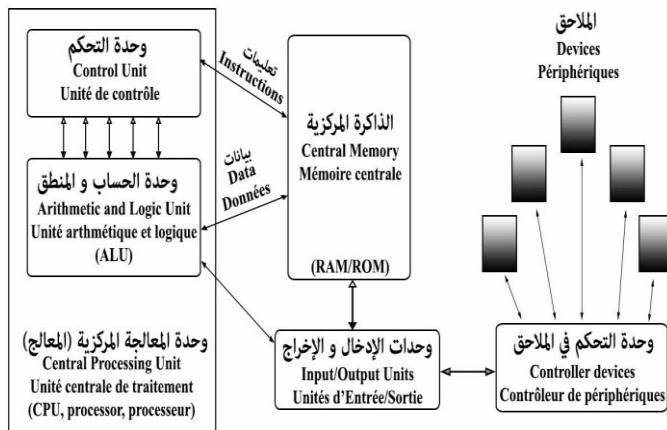 وحدة التحكم
Control Unit
Unité de contrôle
وحدة الحساب و المنطق
Arithmetic and Logic Unit
Unité arthmétique et logique
(ALU)
وحدة المعالجة المركزية (المعالج)
Central Processing Unit
Unité centrale de traitement
(CPU, processor, processeur)
تعليمات
Instructions
بيانات
Data
Données
الذاكرة المركزية
Central Memory
Mémoire centrale
(RAM/ROM)
وحدات الإدخال و الإخراج
Input/Output Units
Unités d'Entrée/Sortie
الملاحق
Devices
Périphériques
وحدة التحكم في الملاحق
Controller devices
Contrôleur de périphériques